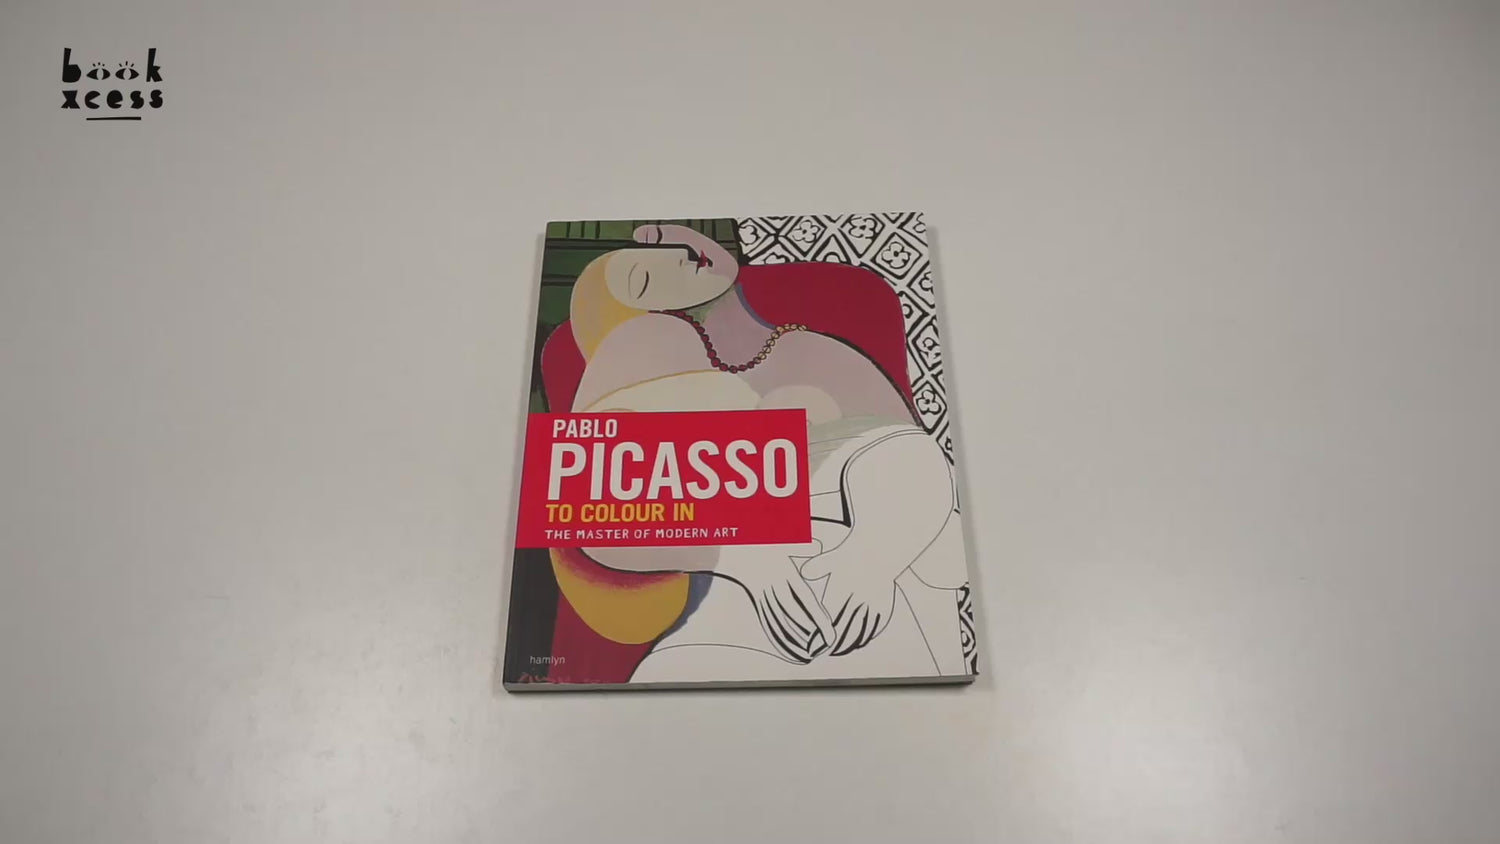 book
xcess
PABLO
PICASSO
TO COLOUR IN
THE MASTER OF MODERN ART
hamlyn